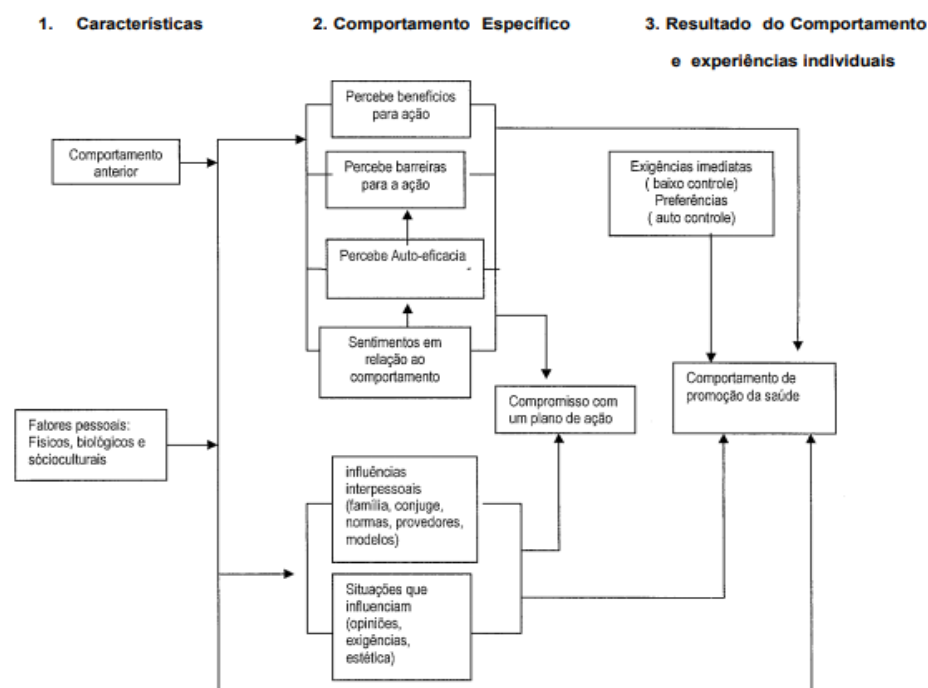 1. Características
2. Comportamento Específico
3. Resultado do Comportamento
e experiências individuais
Comportamento
anterior
Fatores pessoais:
Fisicos, biológicos e
sócioculturais
Percebe benefícios
para ação
Percebe barreiras
para a ação
Percebe Auto-eficacia
Sentimentos em
relação ao
comportamento
influências
interpessoais
(família, conjuge,
normas, provedores,
modelos)
Situações que
influenciam
(opiniões,
exigências,
estética)
Compromisso com
um plano de ação
Exigências imediatas
( baixo controle)
Preferências
( auto controle)
Comportamento de
promoção da saúde